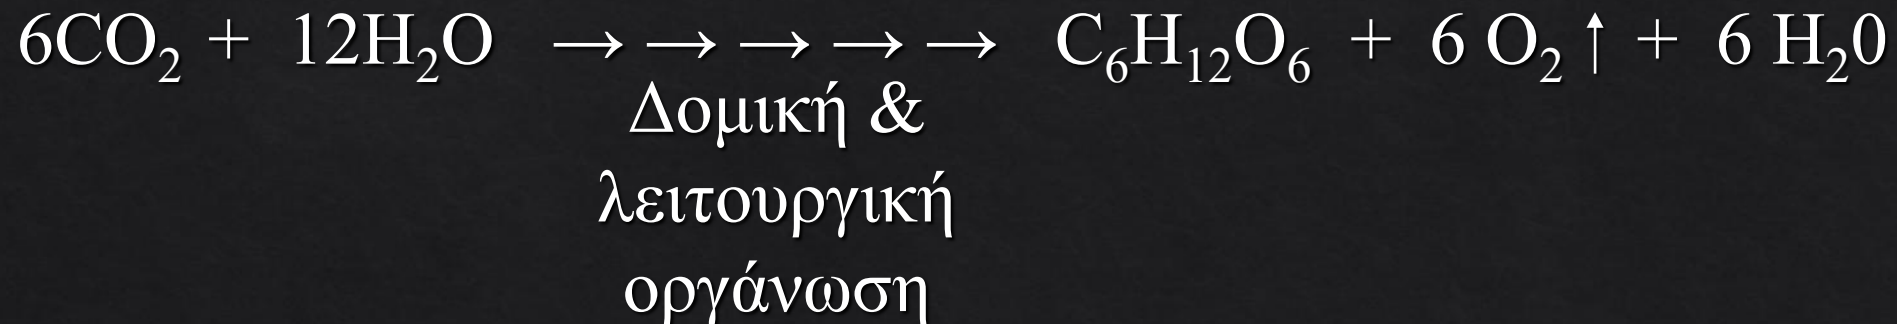 6CO₂ + 12H₂O → → → → → C₆H₁₂O₆ + 6 O₂ ↑ + 6 H₂0
Δομική &
λειτουργική
οργάνωση